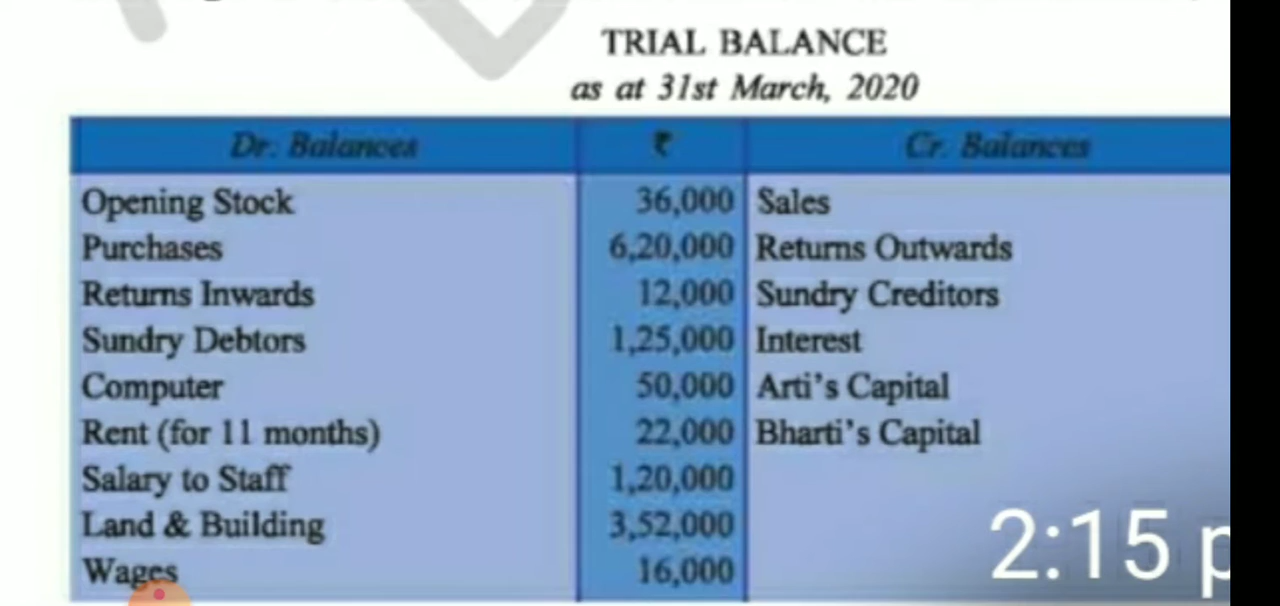 TRIAL BALANCE
as at 31st March, 2020
Dr. Balances ₹ Cr. Balances
Opening Stock 36,000 Sales
Purchases 6,20,000 Returns Outwards
Returns Inwards 12,000 Sundry Creditors
Sundry Debtors 1,25,000 Interest
Computer 50,000 Arti's Capital
Rent (for 11 months) 22,000 Bharti's Capital
Salary to Staff 1,20,000
Land & Building 3,52,000
Wages 16,000
2:15 p